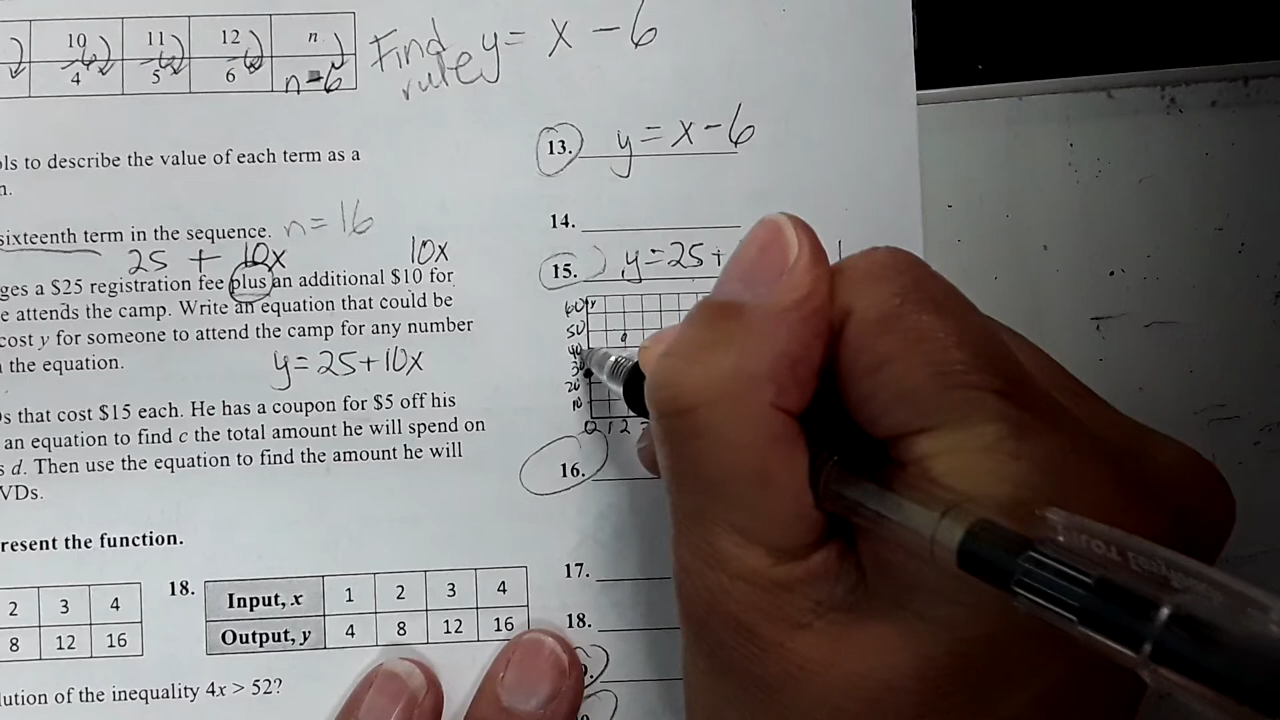 10 11 12 n
-6 -6 -6
4 5 6 n-6
Find rule y = x - 6
13. y = x - 6
to describe the value of each term as a
14.
sixteenth term in the sequence. n = 16
25 + 10x 10x
15. y = 25 +
a $25 registration fee plus an additional $10 for
attends the camp. Write an equation that could be
cost y for someone to attend the camp for any number
the equation.
y = 25 + 10x
60 y
50
40
30
20
10
0 1 2
that cost $15 each. He has a coupon for $5 off his
an equation to find c the total amount he will spend on
d. Then use the equation to find the amount he will
VDs.
16.
the function.
17.
2 3 4
8 12 16
18. Input, x 1 2 3 4
Output, y 4 8 12 16
18.
of the inequality 4x > 52?